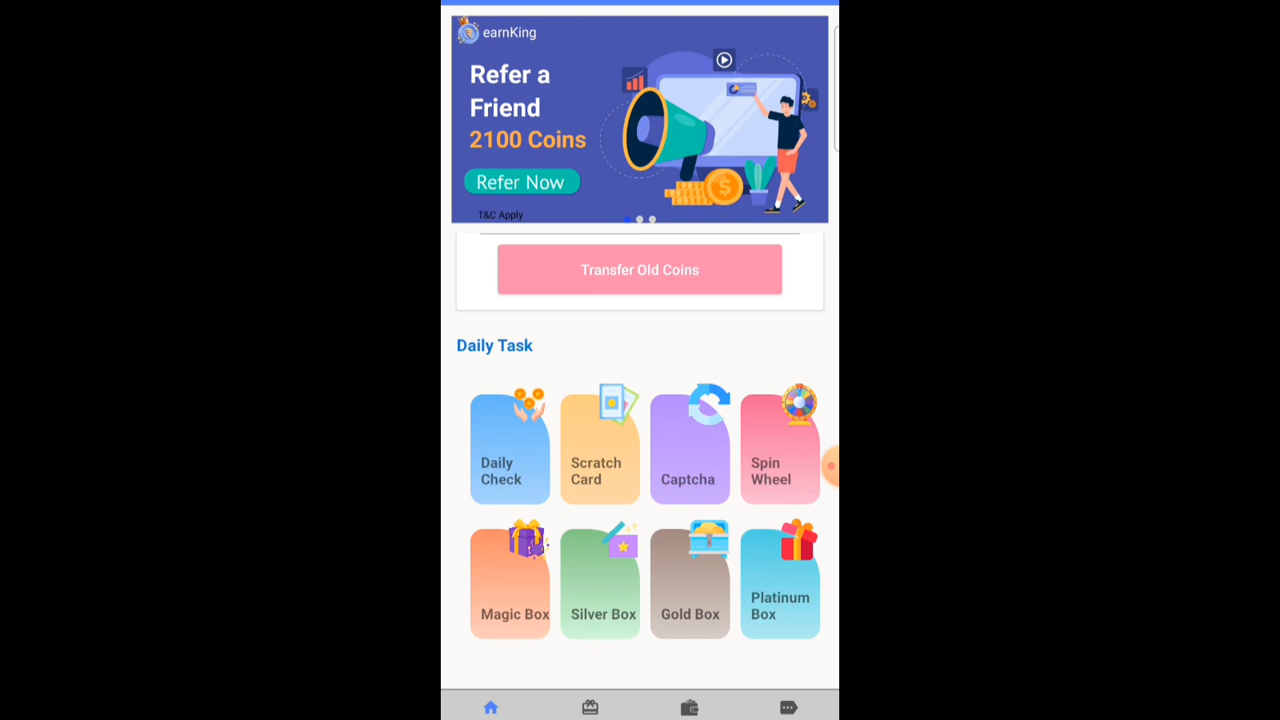 earnKing
Refer a
Friend
2100 Coins
Refer Now
T&C Apply
Transfer Old Coins
Daily Task
Daily
Check
Scratch
Card
Captcha
Spin
Wheel
Magic Box
Silver Box
Gold Box
Platinum
Box